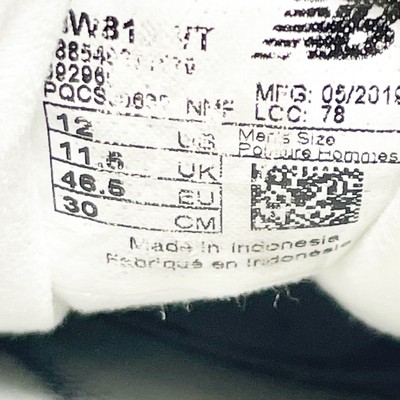 MFG: 05/2019
LCC: 78
12 US
11.5 UK
46.5 EU
30 CM
Men's Size
Pointure Hommes
Made in Indonesia
Fabriqué en Indonésie